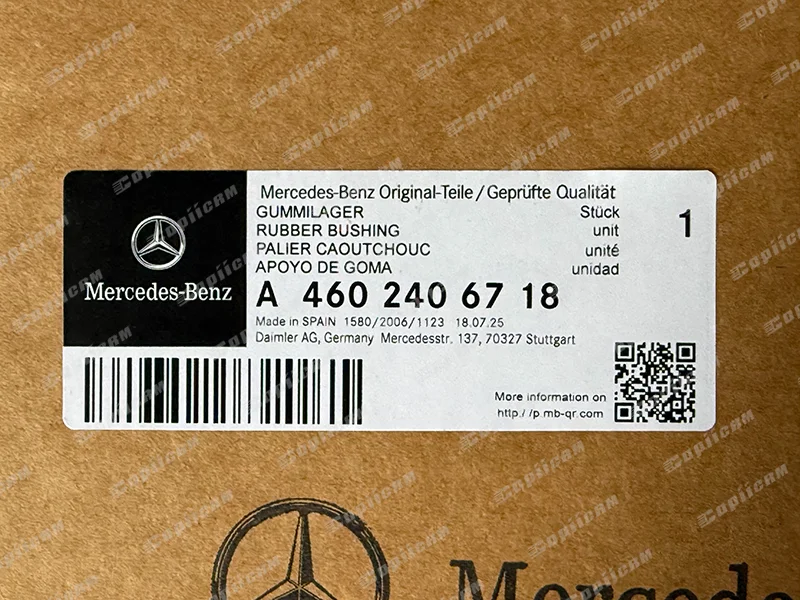 Mercedes-Benz Original-Teile/Geprüfte Qualität
GUMMILAGER Stück 1
RUBBER BUSHING unit
PALIER CAOUTCHOUC unité
APOYO DE GOMA unidad
Mercedes-Benz
A 460 240 67 18
Made in SPAIN 1580/2006/1123 18.07.25
Daimler AG, Germany Mercedesstr. 137, 70327 Stuttgart
More information on
http://p.mb-qr.com
Mercedes
Copiicam